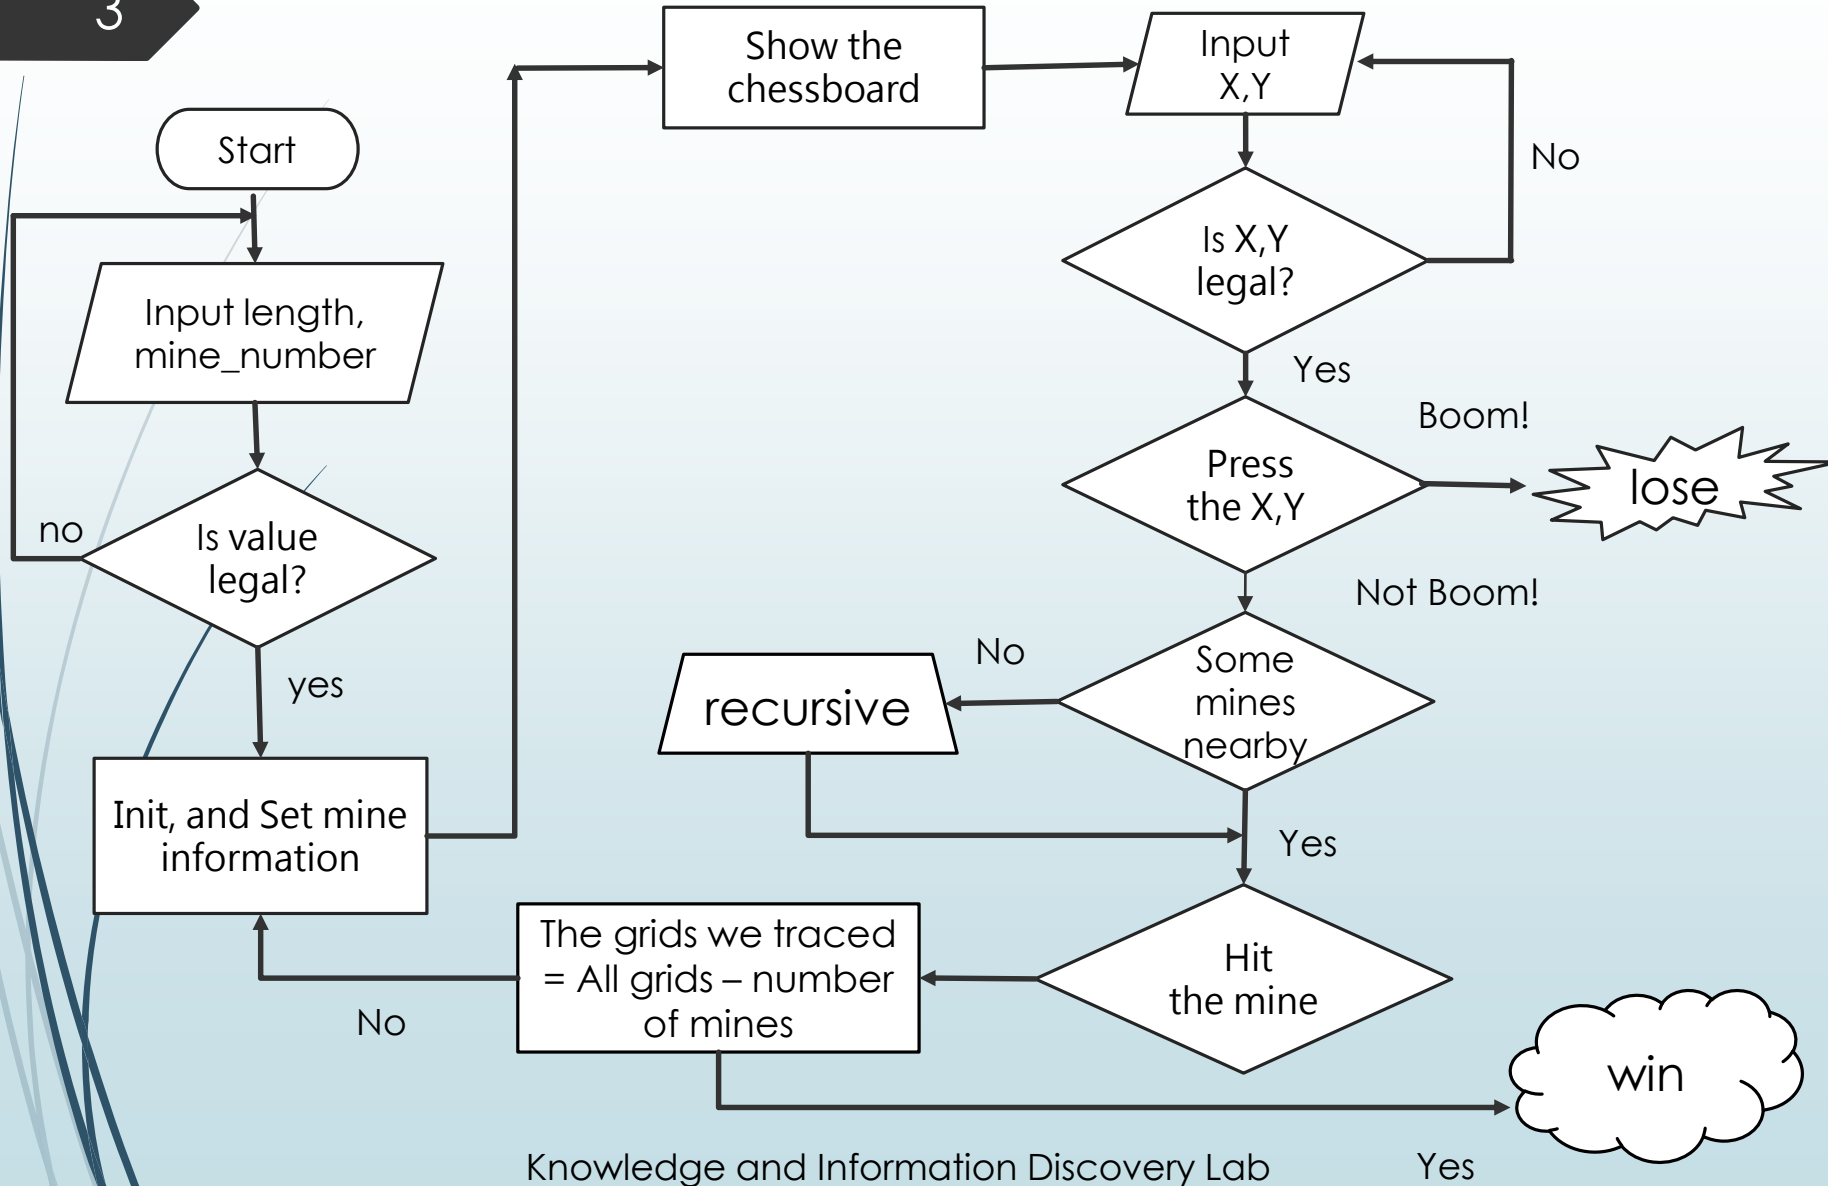 3
Start
Input length,
mine_number
Is value
legal?
no
yes
Init, and Set mine
information
Show the
chessboard
Input
X,Y
No
Is X,Y
legal?
Yes
Press
the X,Y
Boom!
lose
Not Boom!
Some
mines
nearby
No
recursive
Yes
Hit
the mine
The grids we traced
= All grids – number
of mines
No
win
Yes
Knowledge and Information Discovery Lab